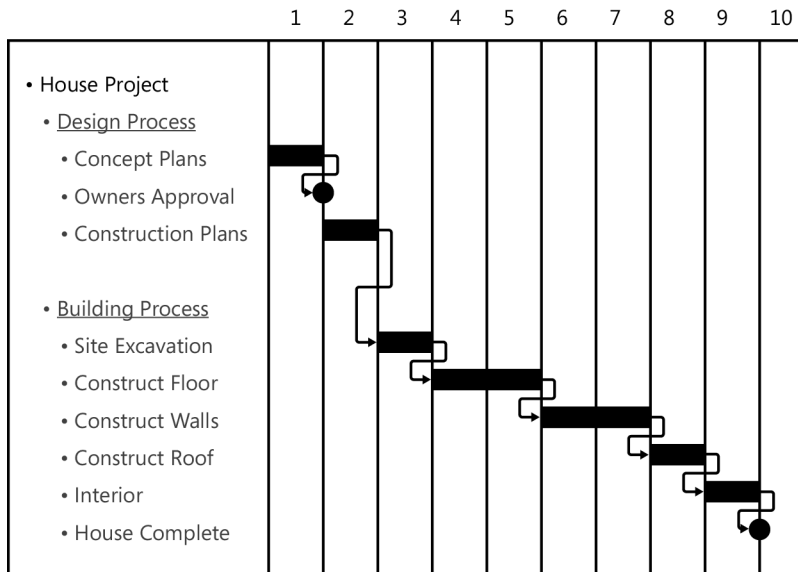 1 2 3 4 5 6 7 8 9 10
• House Project
• Design Process
• Concept Plans
• Owners Approval
• Construction Plans
• Building Process
• Site Excavation
• Construct Floor
• Construct Walls
• Construct Roof
• Interior
• House Complete